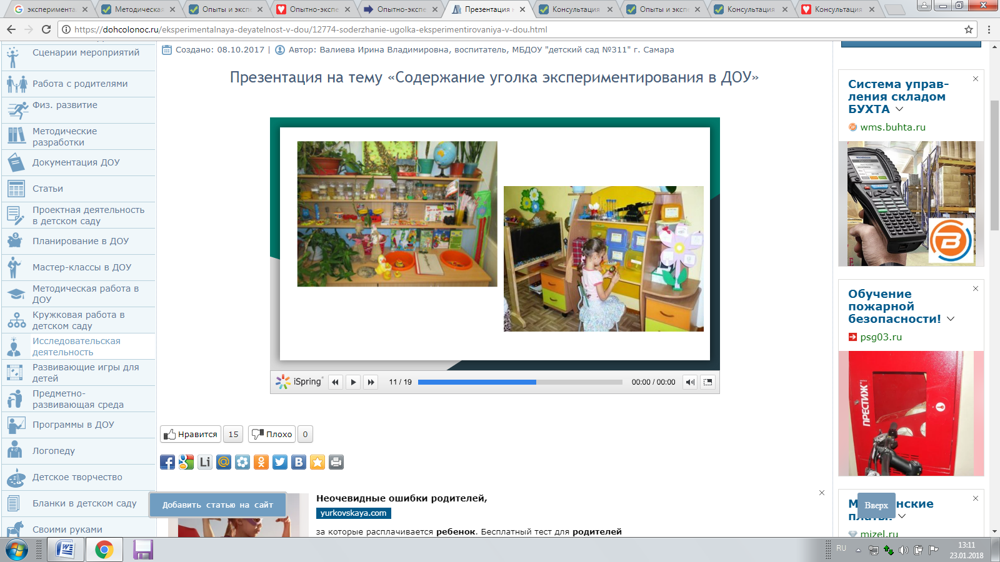 эксперимента
Методическая
Опыты и эксп
Опытно-экспе
Опытно-экспе
Презентация н
Консультация
Опыты и эксп
Консультация
Консультация
https://dohcolonoc.ru/eksperimentalnaya-deyatelnost-v-dou/12774-soderzhanie-ugolka-eksperimentirovaniya-v-dou.html
Сценарии мероприятий
Работа с родителями
Физ. развитие
Методические
разработки
Документация ДОУ
Статьи
Проектная деятельность
в детском саду
Планирование в ДОУ
Мастер-классы в ДОУ
Методическая работа в
ДОУ
Кружковая работа в
детском саду
Исследовательская
деятельность
Развивающие игры для
детей
Предметно-
развивающая среда
Программы в ДОУ
Логопеду
Детское творчество
Бланки в детском саду
Своими руками
Создано: 08.10.2017 | Автор: Валиева Ирина Владимировна, воспитатель, МБДОУ "детский сад №311" г. Самара
Презентация на тему «Содержание уголка экспериментирования в ДОУ»
iSpring 11 / 19 00:00 / 00:00
Нравится 15 Плохо 0
Li
Добавить статью на сайт
Неочевидные ошибки родителей,
yurkovskaya.com
за которые расплачивается ребенок. Бесплатный тест для родителей
Система управ-
ления складом
БУХТА
wms.buhta.ru
Обучение
пожарной
безопасности!
psg03.ru
ПРЕСТИЖ
Вверх
mizel.ru
RU
13:11
23.01.2018